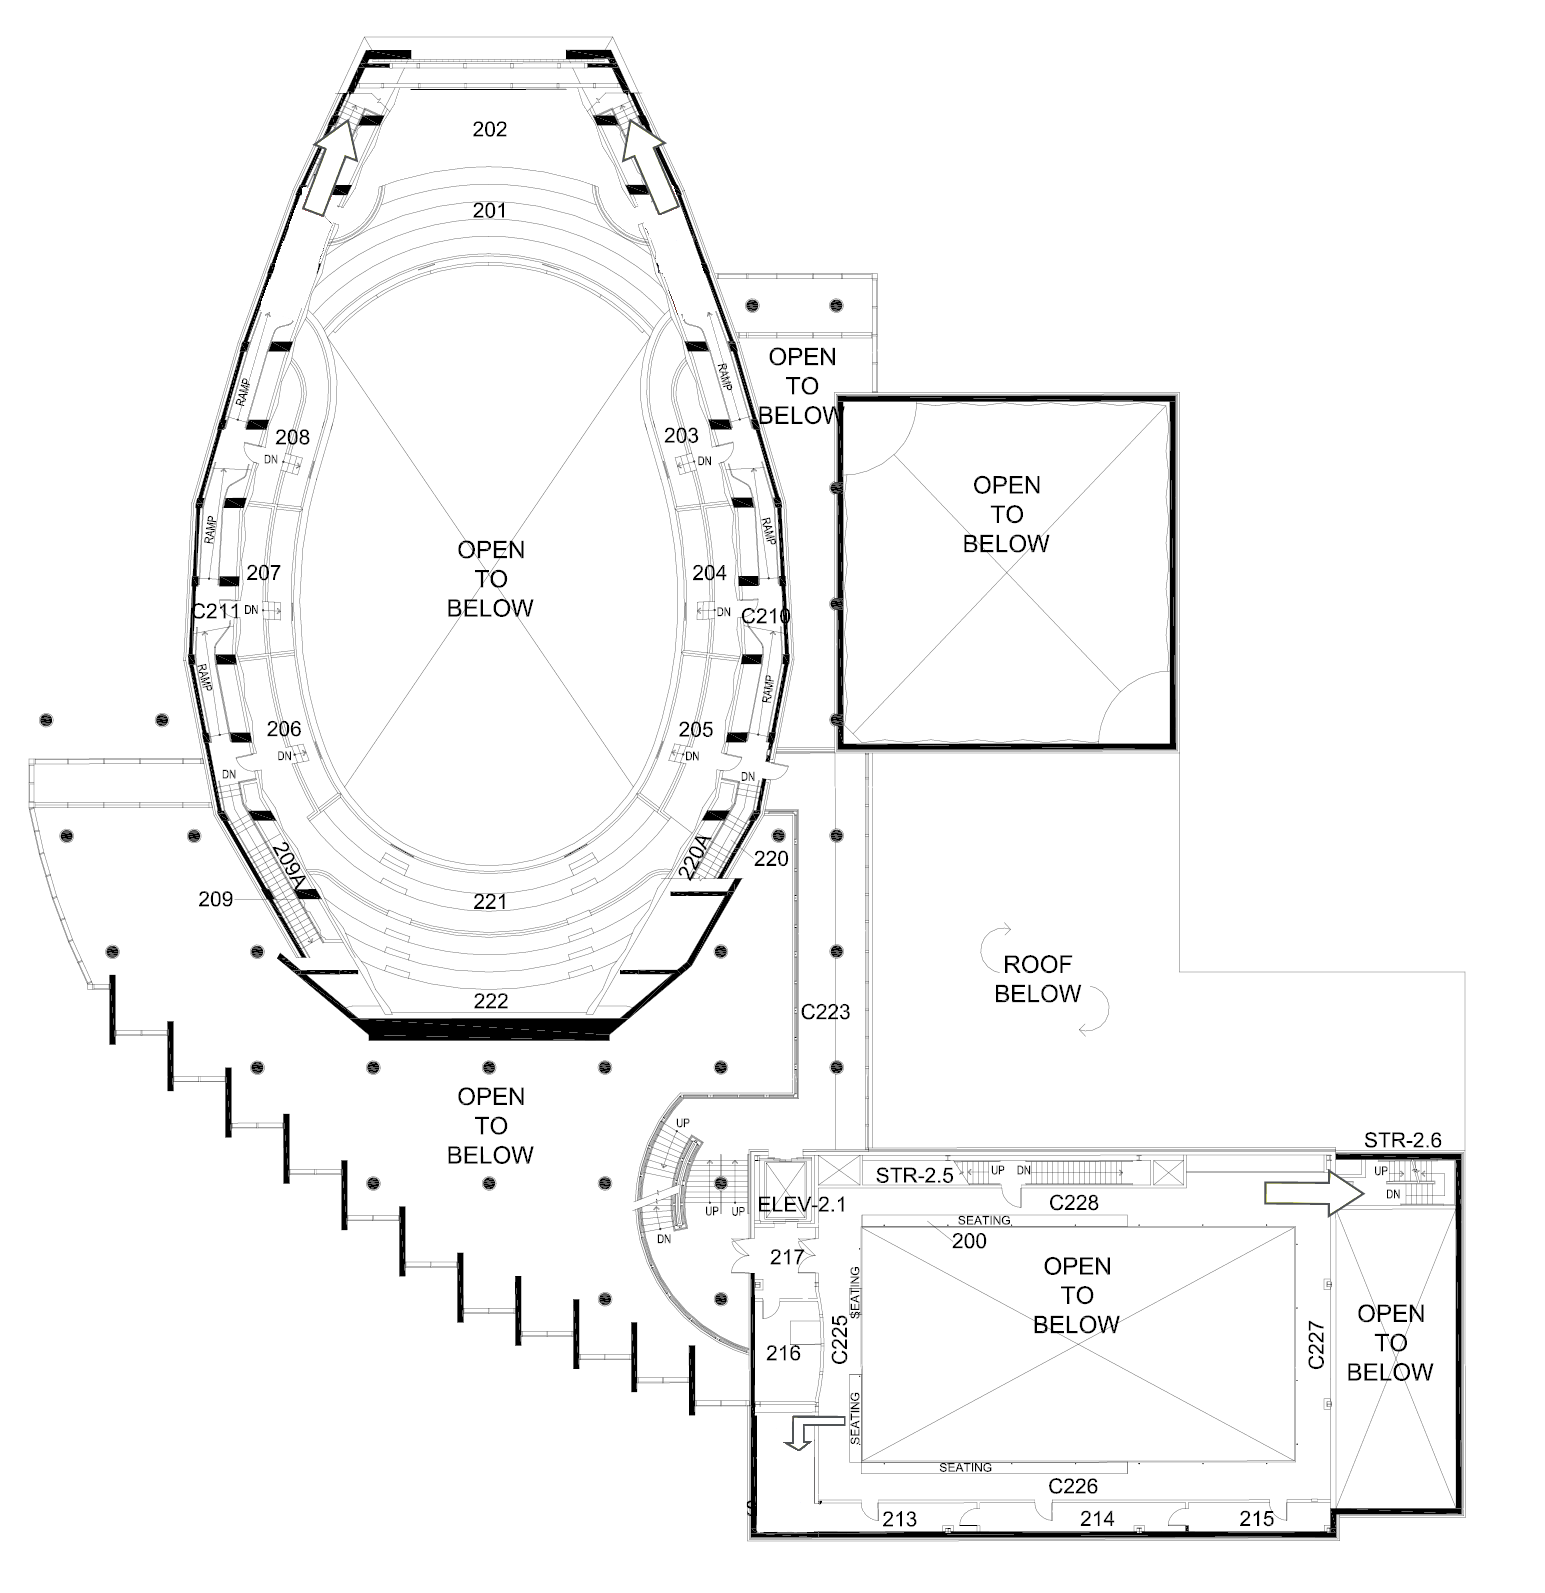 202
201
OPEN
TO
BELOW
RAMP
RAMP
208
203
DN
DN
OPEN
TO
BELOW
RAMP
RAMP
OPEN
TO
BELOW
207
204
C211
DN
DN
C210
RAMP
RAMP
206
205
DN
DN
DN
DN
209A
220A
220
209
221
222
C223
ROOF
BELOW
OPEN
TO
BELOW
UP
UP
UP
DN
STR-2.6
STR-2.5
UP
DN
UP
DN
ELEV-2.1
C228
SEATING
200
217
OPEN
TO
BELOW
SEATING
C225
216
C227
OPEN
TO
BELOW
SEATING
SEATING
C226
213
214
215